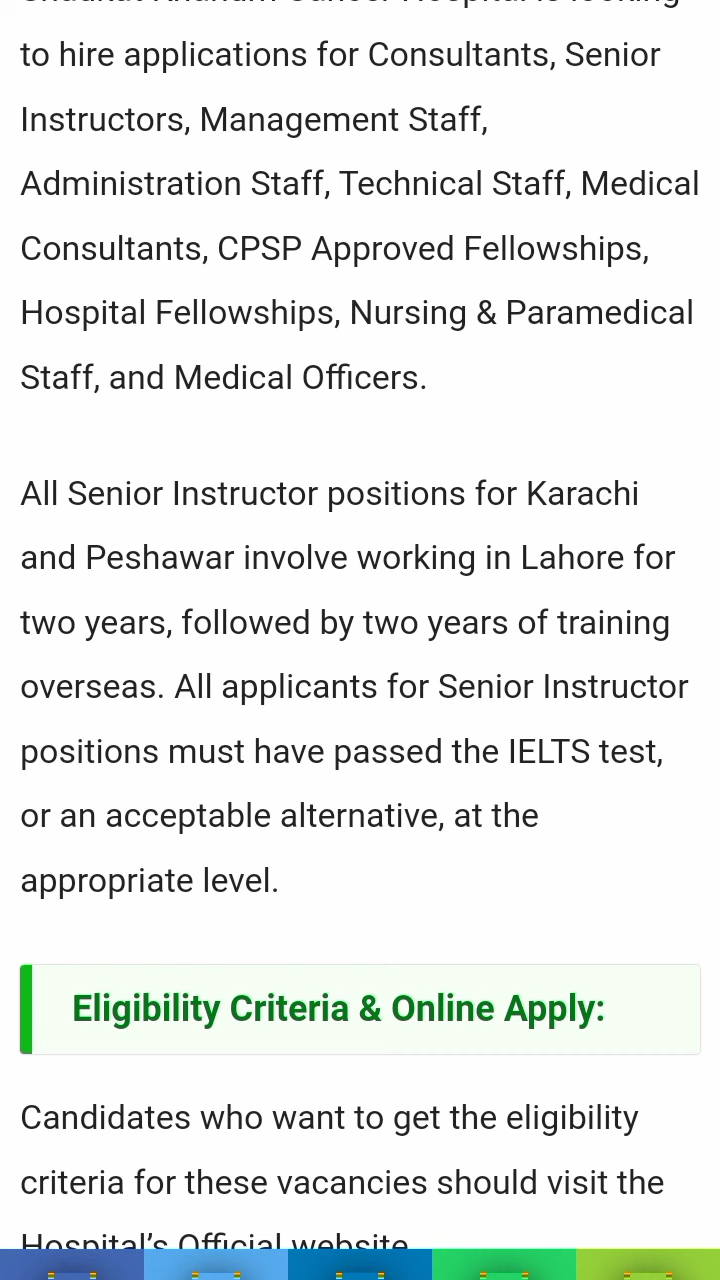 to hire applications for Consultants, Senior
Instructors, Management Staff,
Administration Staff, Technical Staff, Medical
Consultants, CPSP Approved Fellowships,
Hospital Fellowships, Nursing & Paramedical
Staff, and Medical Officers.
All Senior Instructor positions for Karachi
and Peshawar involve working in Lahore for
two years, followed by two years of training
overseas. All applicants for Senior Instructor
positions must have passed the IELTS test,
or an acceptable alternative, at the
appropriate level.
Eligibility Criteria & Online Apply:
Candidates who want to get the eligibility
criteria for these vacancies should visit the
Hospital's Official website